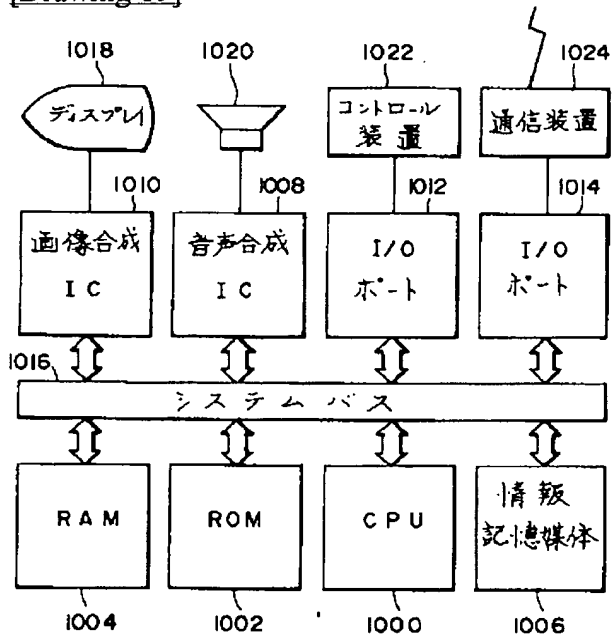 1018
1020
1022
1024
ディスプレイ
コントロール
装置
通信装置
1010
1008
1012
1014
画像合成
IC
音声合成
IC
I/O
ポート
I/O
ポート
1016
システムバス
RAM
ROM
CPU
情報
記憶媒体
1004
1002
1000
1006